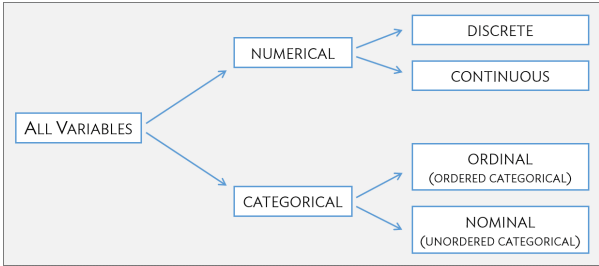 ALL VARIABLES
NUMERICAL
DISCRETE
CONTINUOUS
CATEGORICAL
ORDINAL
(ORDERED CATEGORICAL)
NOMINAL
(UNORDERED CATEGORICAL)